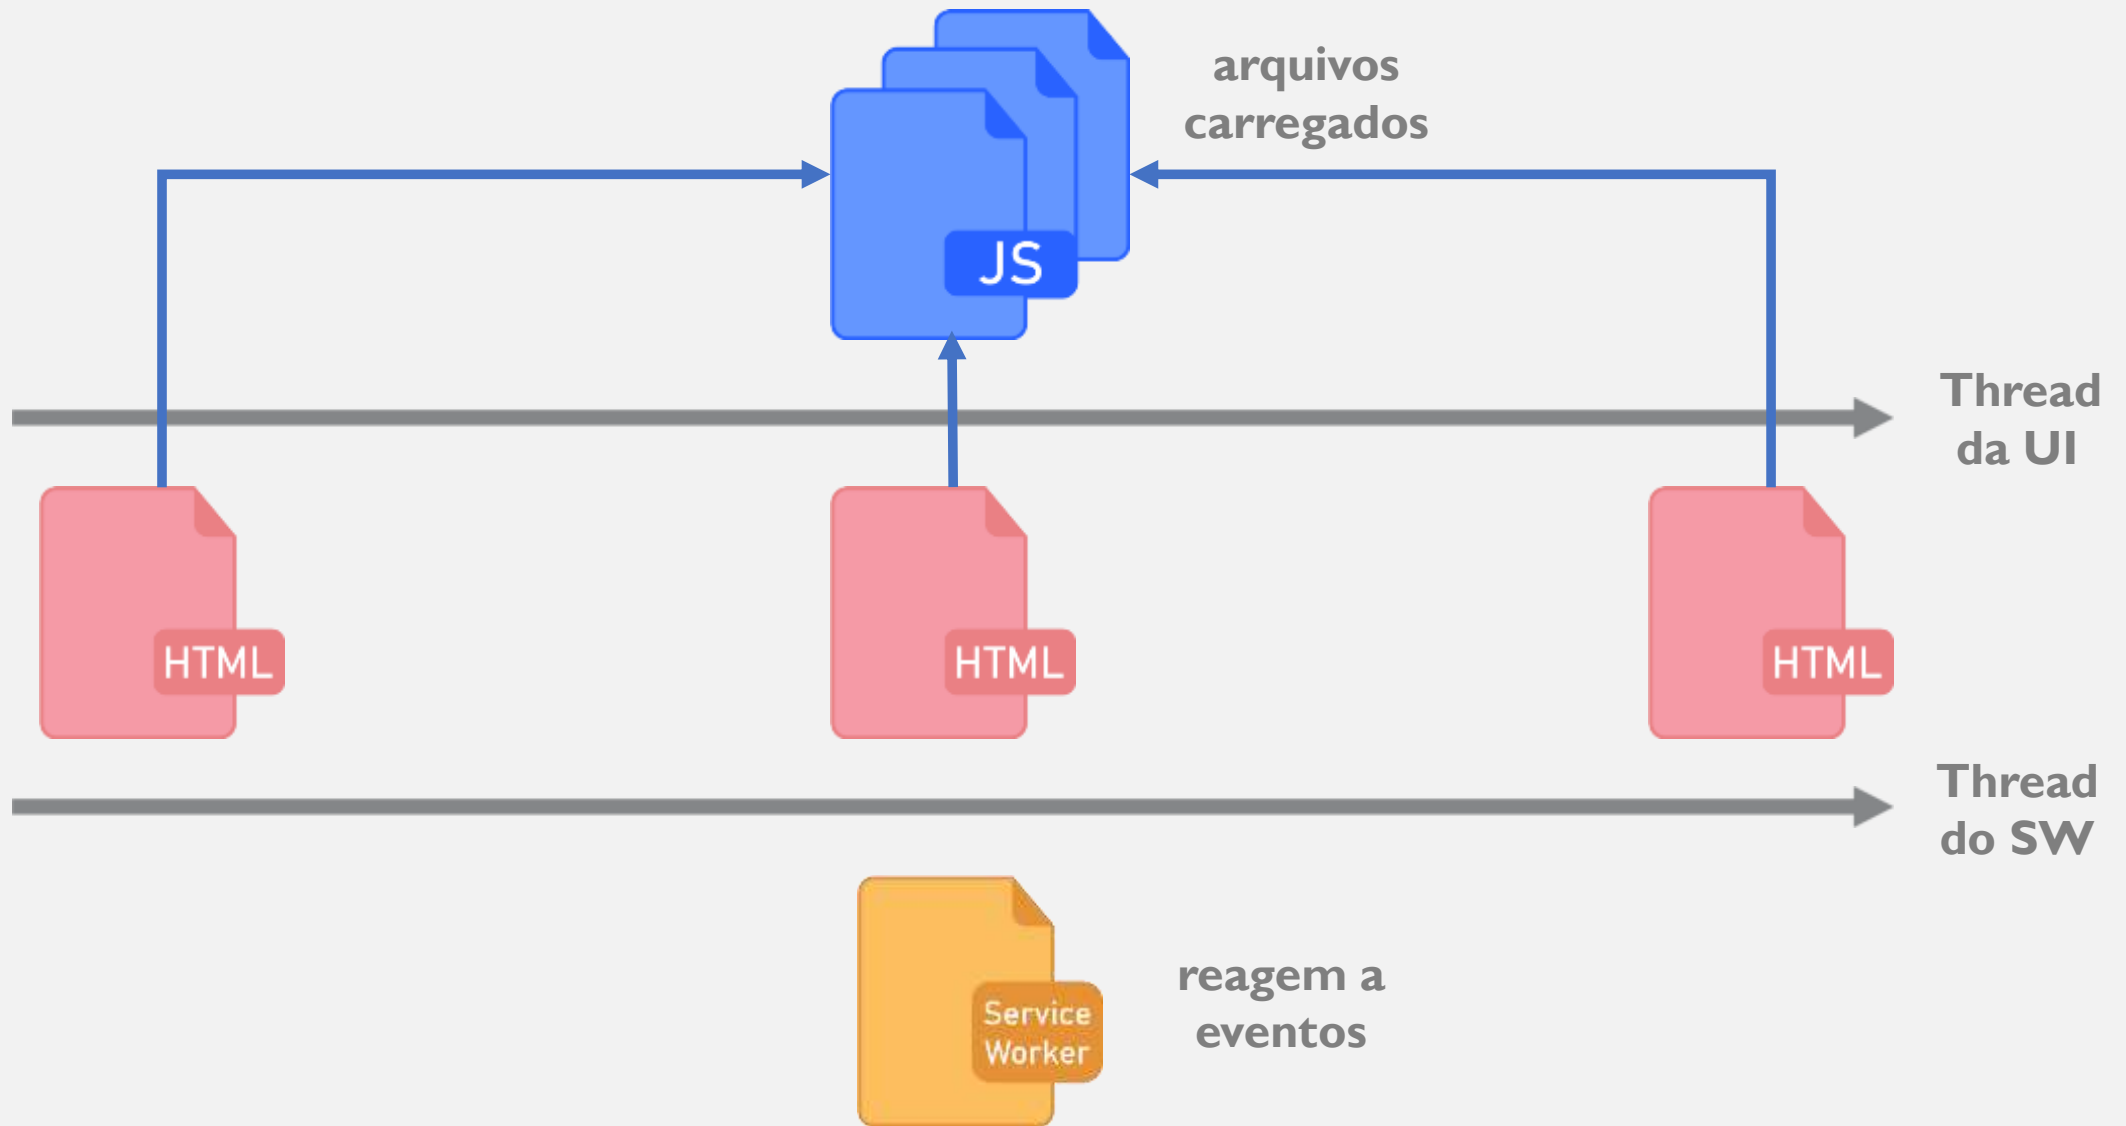 arquivos
carregados
JS
Thread
da UI
HTML
HTML
HTML
Thread
do SW
Service
Worker
reagem a
eventos